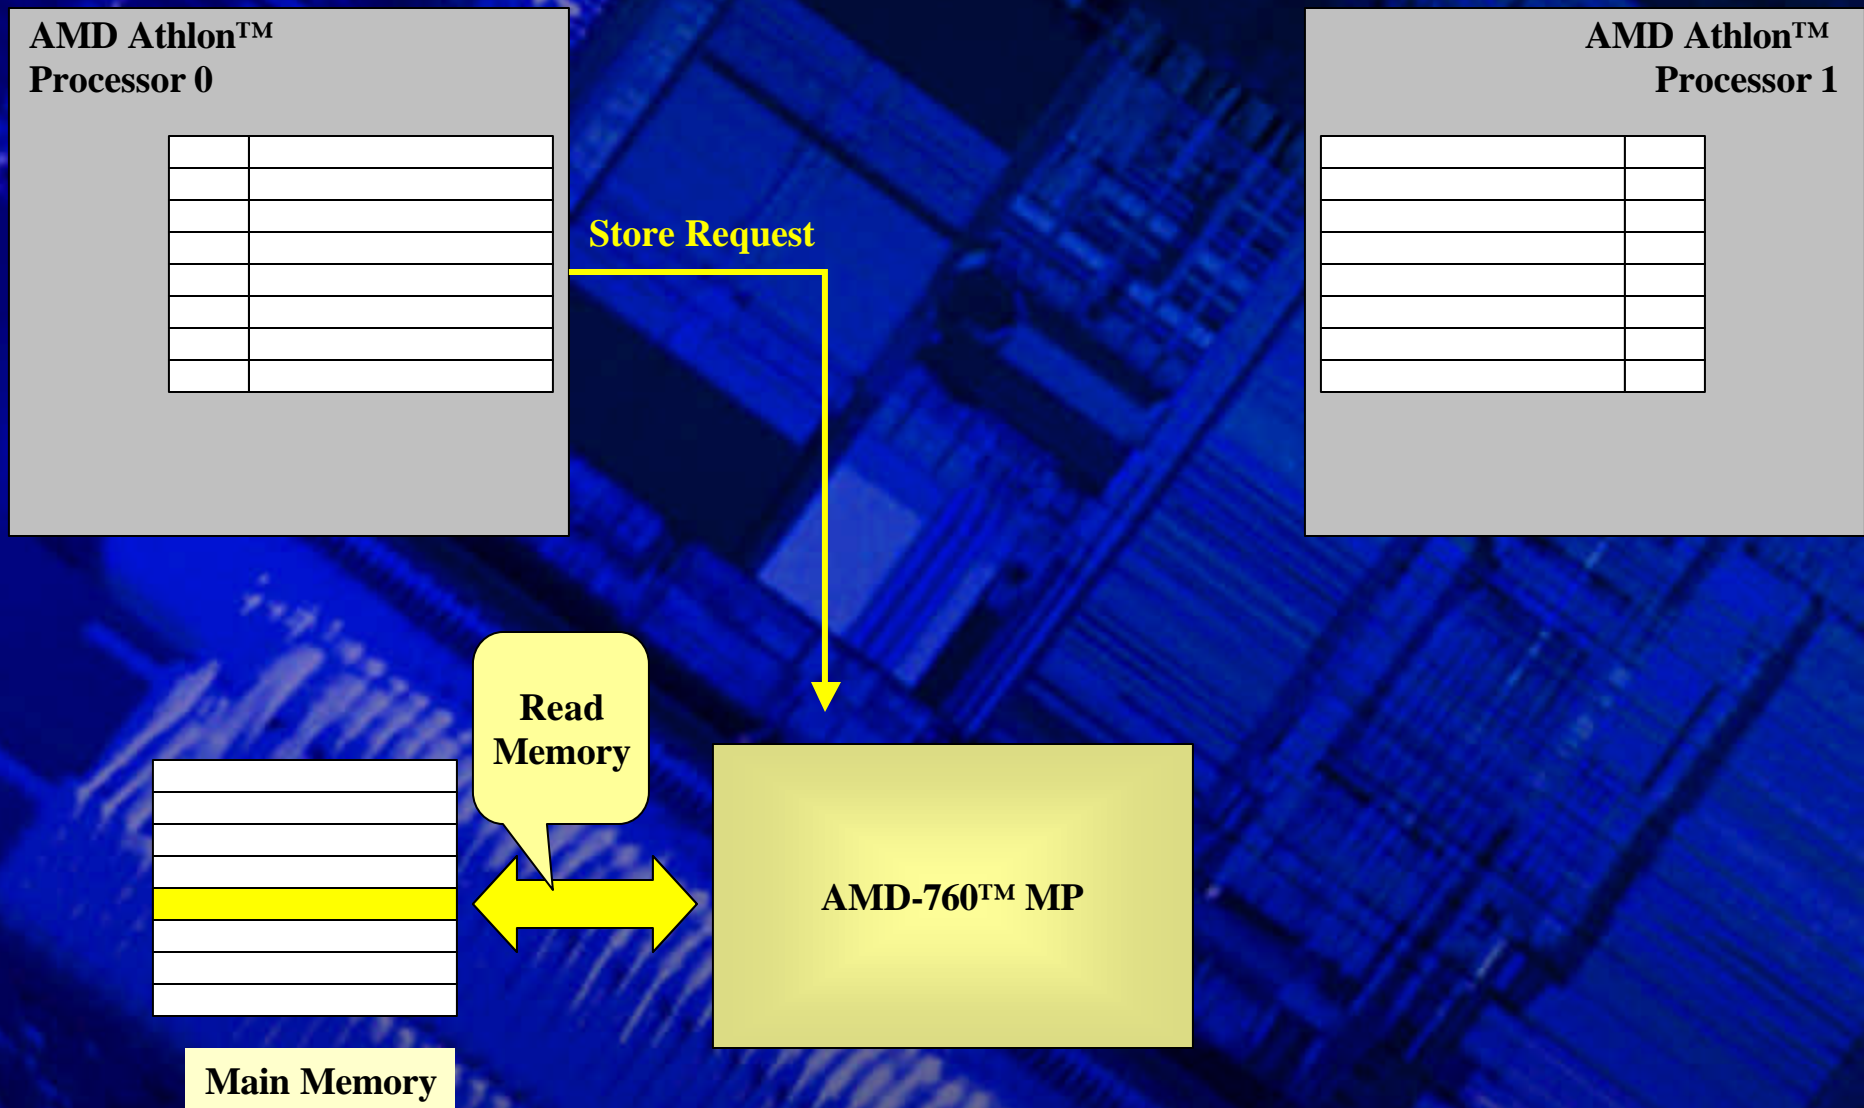 AMD Athlon™
Processor 0
AMD Athlon™
Processor 1
Store Request
Read
Memory
AMD-760™ MP
Main Memory